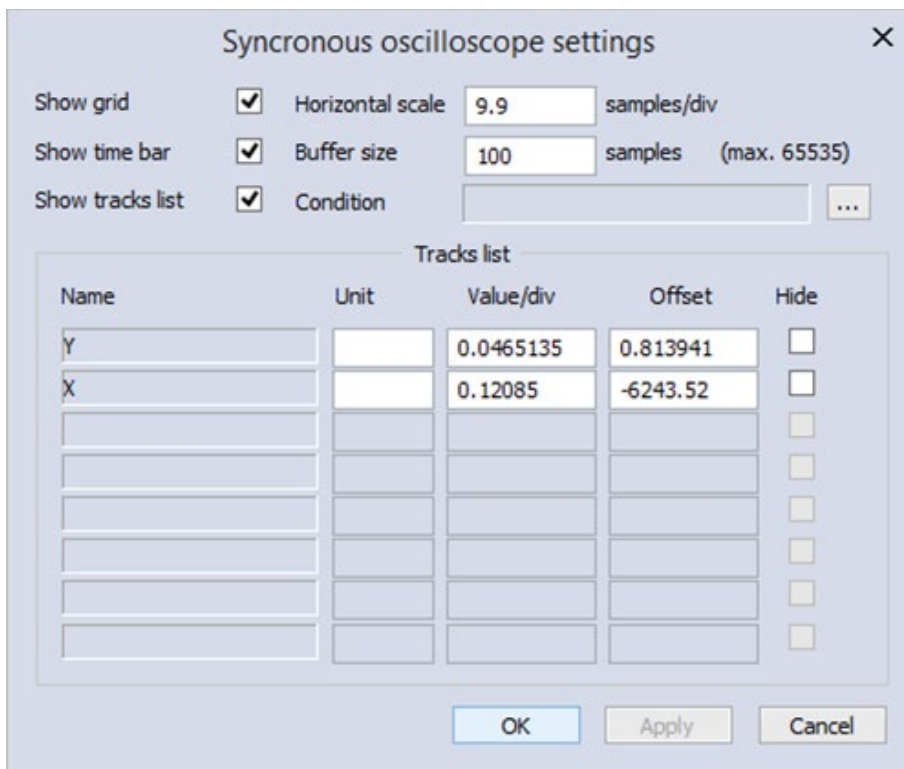 Syncronous oscilloscope settings
Show grid Horizontal scale 9.9 samples/div
Show time bar Buffer size 100 samples (max. 65535)
Show tracks list Condition ...
Tracks list
Name Unit Value/div Offset Hide
Y 0.0465135 0.813941
X 0.12085 -6243.52
OK Apply Cancel